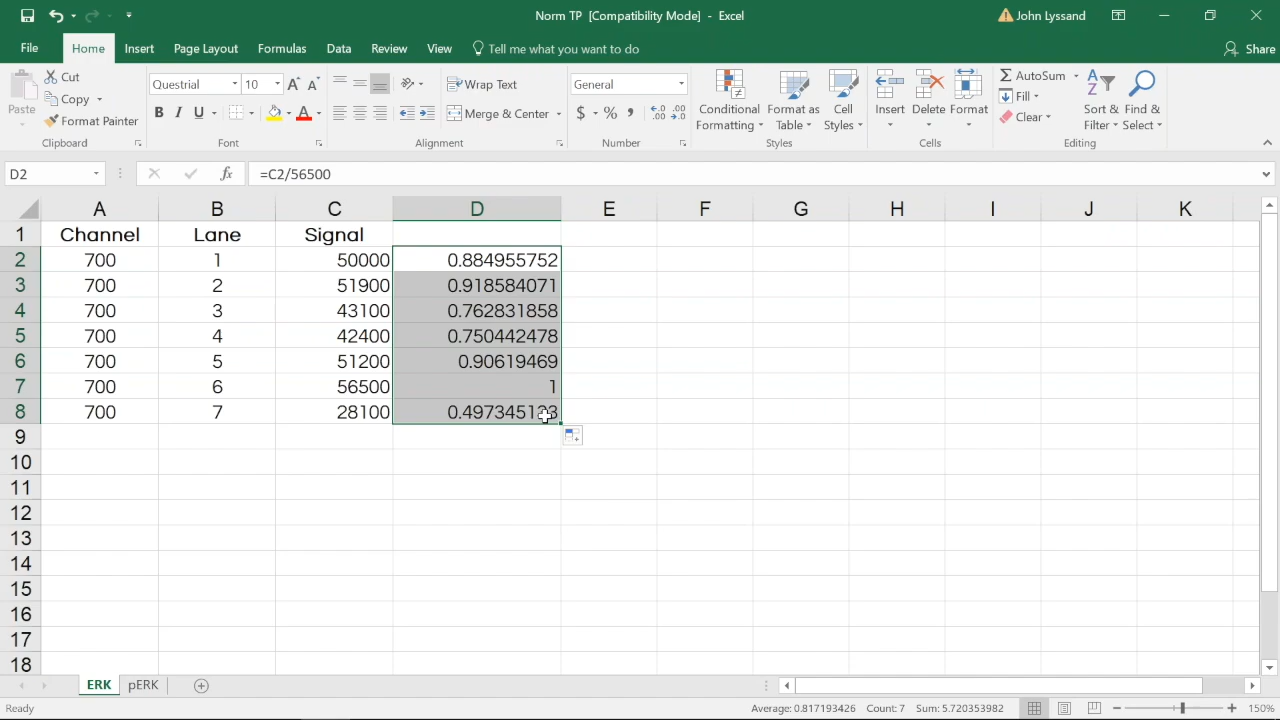 Norm TP [Compatibility Mode] - Excel
John Lyssand
File Home Insert Page Layout Formulas Data Review View Tell me what you want to do Share
Paste
Cut
Copy
Format Painter
Clipboard
Questrial 10
B I U
Font
Wrap Text
Merge & Center
Alignment
General
$ % ,
Number
Conditional
Formatting
Format as
Table
Cell
Styles
Styles
Insert Delete Format
Cells
AutoSum
Fill
Clear
Sort &
Filter
Find &
Select
Editing
D2 fx =C2/56500
A B C D E F G H I J K
1 Channel Lane Signal
2 700 1 50000 0.884955752
3 700 2 51900 0.918584071
4 700 3 43100 0.762831858
5 700 4 42400 0.750442478
6 700 5 51200 0.90619469
7 700 6 56500 1
8 700 7 28100 0.497345133
9
10
11
12
13
14
15
16
17
18
ERK pERK
Ready Average: 0.817193426 Count: 7 Sum: 5.720353982 150%